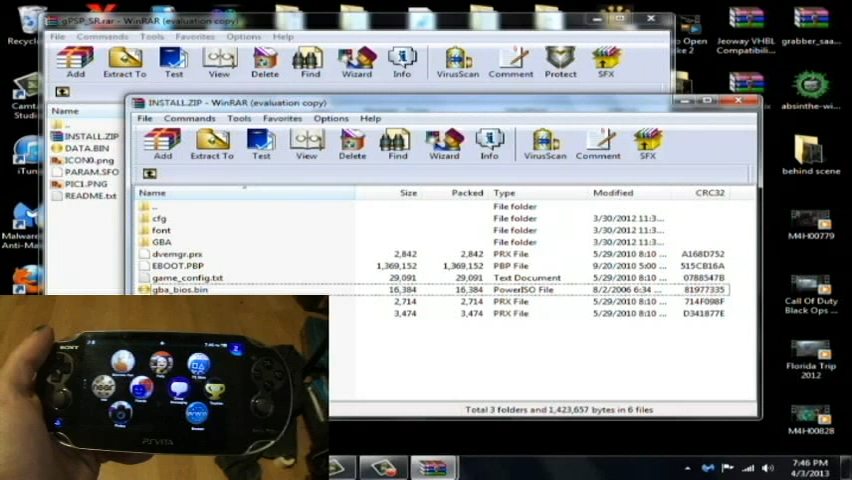 gPSP_SR.rar - WinRAR (evaluation copy)
File Commands Tools Favorites Options Help
Add Extract To Test View Delete Find Wizard Info VirusScan Comment Protect SFX
Name
..
INSTALL.ZIP
DATA.BIN
ICON0.png
PARAM.SFO
PIC1.PNG
README.txt
INSTALL.ZIP - WinRAR (evaluation copy)
File Commands Tools Favorites Options Help
Add Extract To Test View Delete Find Wizard Info VirusScan Comment SFX
Name Size Packed Type Modified CRC32
.. File folder
cfg File folder 3/30/2012 11:3...
font File folder 3/30/2012 11:3...
GBA File folder 3/30/2012 11:3...
dvemgr.prx 2,842 2,842 PRX File 5/29/2010 8:10 ... A168D752
EBOOT.PBP 1,369,152 1,369,152 PBP File 9/20/2010 5:00 ... 515CB16A
game_config.txt 29,091 29,091 Text Document 5/29/2010 8:10 ... 0788547B
gba_bios.bin 16,384 16,384 PowerISO File 8/2/2006 6:34 ... 81977335
2,714 2,714 PRX File 5/29/2010 8:10 ... 714F098F
3,474 3,474 PRX File 5/29/2010 8:10 ... D341877E
Total 3 folders and 1,423,657 bytes in 6 files
Jeoway VHBL
Compatibili...
grabber_saa...
absinthe-wi...
behind scene
M4H00779
Call Of Duty
Black Ops ...
Florida Trip
2012
M4H00828
SONY
PSVITA
7:46 PM
4/3/2013